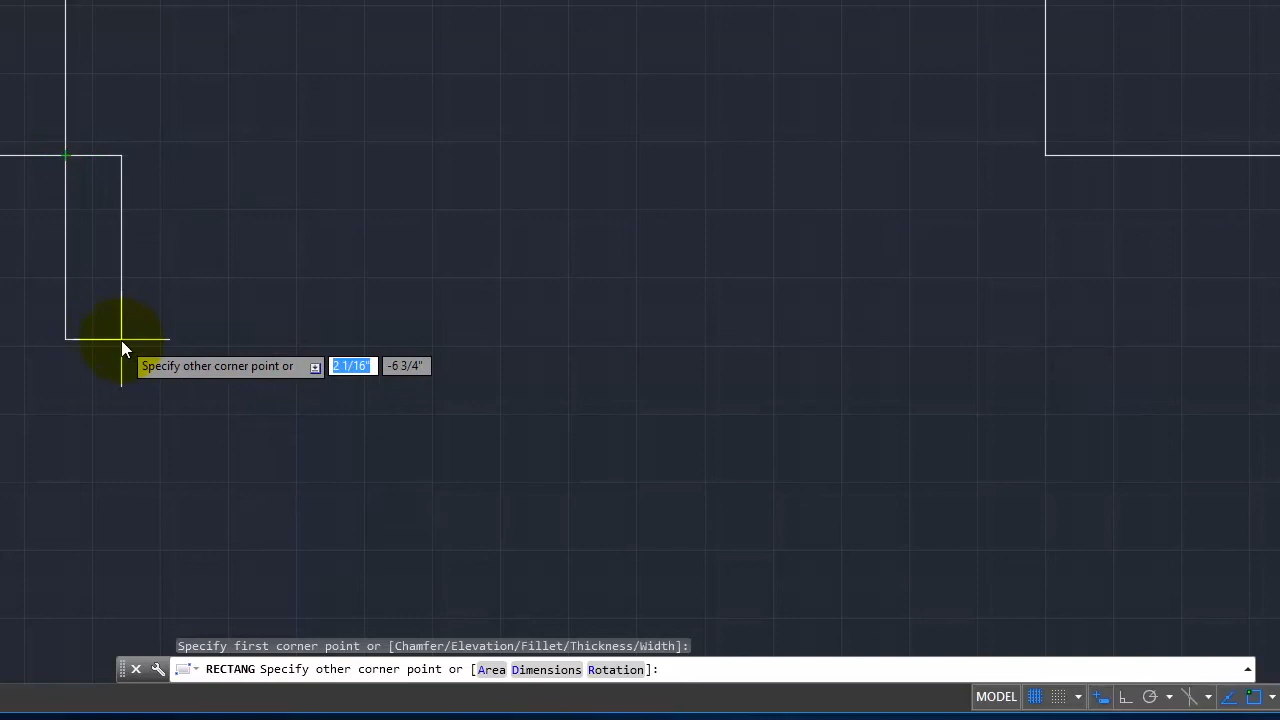 Specify other corner point or 2 1/16" -6 3/4"
Specify first corner point or [Chamfer/Elevation/Fillet/Thickness/Width]:
RECTANG Specify other corner point or [Area Dimensions Rotation]:
MODEL